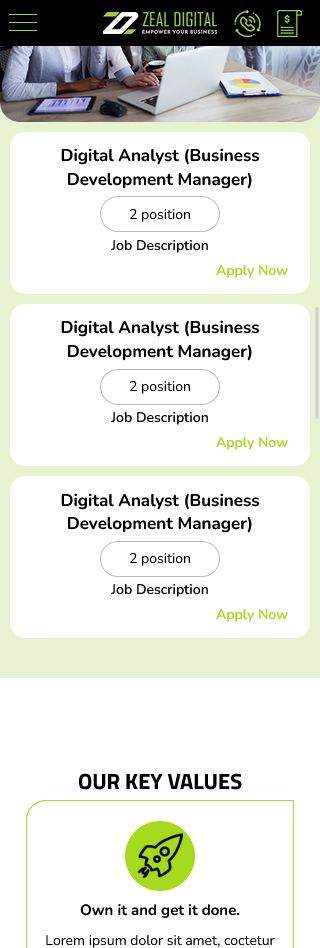 ZEAL DIGITAL
EMPOWER YOUR BUSINESS
$
Digital Analyst (Business
Development Manager)
2 position
Job Description
Apply Now
Digital Analyst (Business
Development Manager)
2 position
Job Description
Apply Now
Digital Analyst (Business
Development Manager)
2 position
Job Description
Apply Now
OUR KEY VALUES
Own it and get it done.
Lorem ipsum dolor sit amet, coctetur